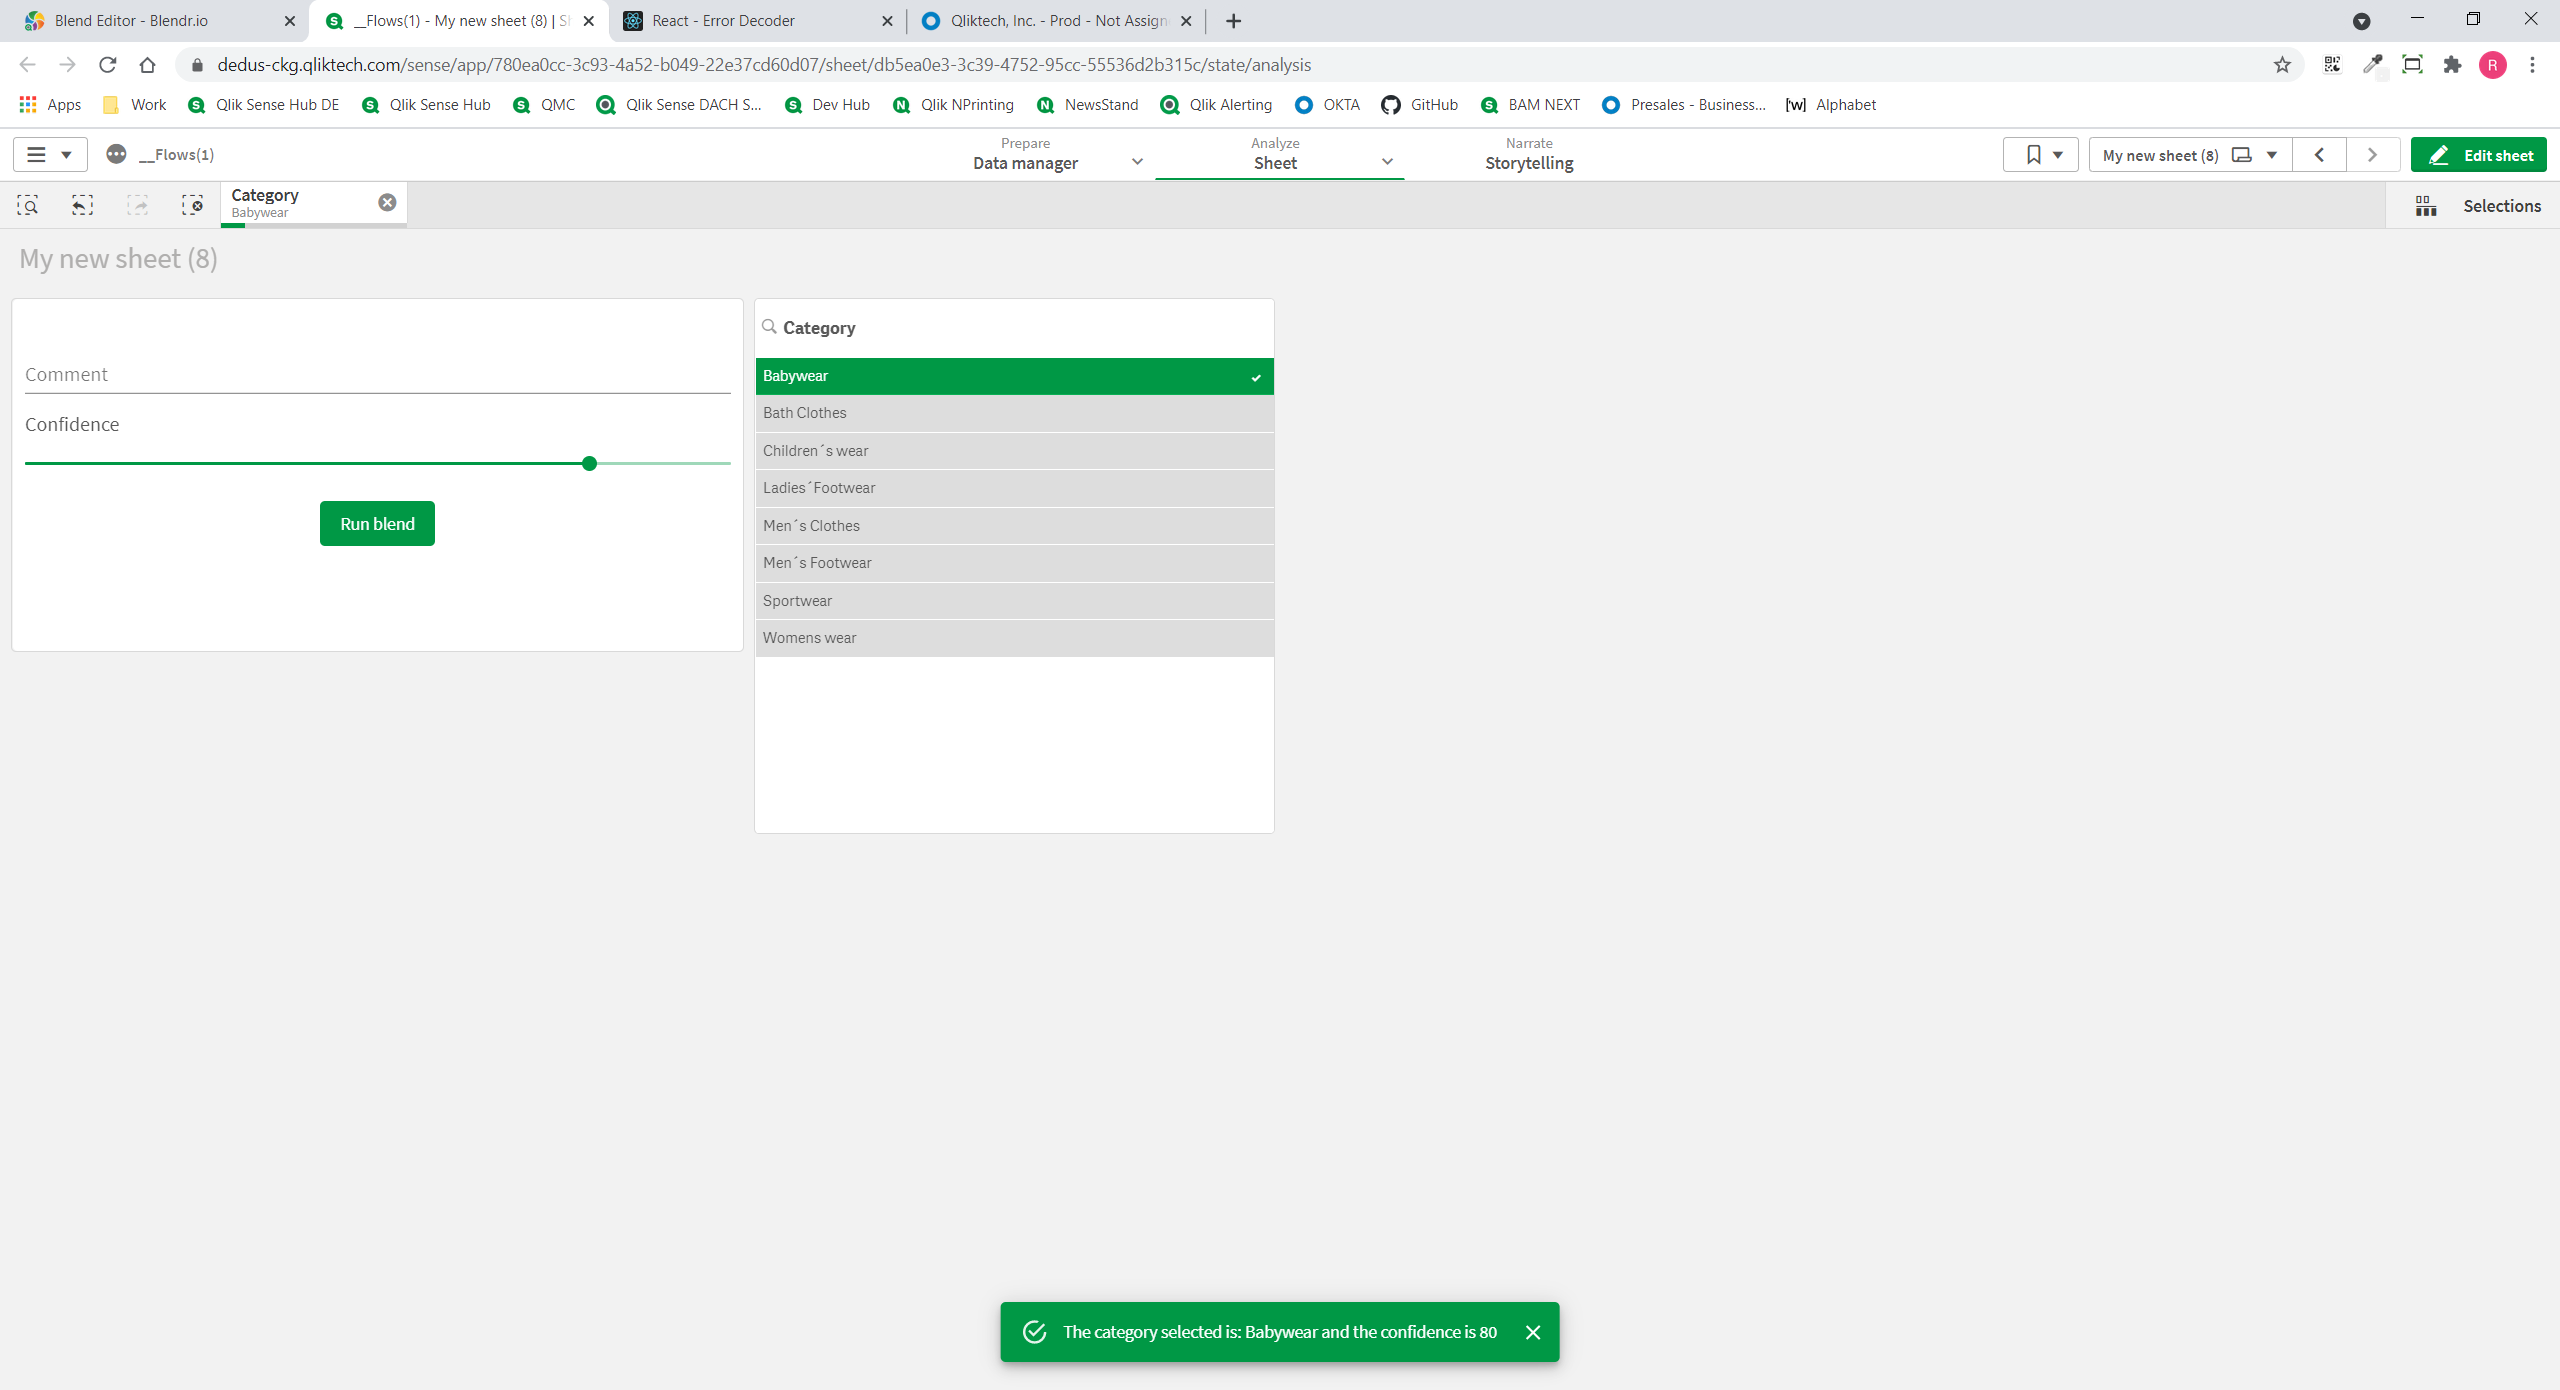 Blend Editor - Blendr.io
__Flows(1) - My new sheet (8) | S
React - Error Decoder
Qliktech, Inc. - Prod - Not Assign
dedus-ckg.qliktech.com/sense/app/780ea0cc-3c93-4a52-b049-22e37cd60d07/sheet/db5ea0e3-3c39-4752-95cc-55536d2b315c/state/analysis
R
Apps
Work
Qlik Sense Hub DE
Qlik Sense Hub
QMC
Qlik Sense DACH S...
Dev Hub
Qlik NPrinting
NewsStand
Qlik Alerting
OKTA
GitHub
BAM NEXT
Presales - Business...
['w] Alphabet
__Flows(1)
Prepare
Data manager
Analyze
Sheet
Narrate
Storytelling
My new sheet (8)
Edit sheet
Category
Babywear
Selections
My new sheet (8)
Comment
Confidence
Run blend
Category
Babywear
Bath Clothes
Children´s wear
Ladies´Footwear
Men´s Clothes
Men´s Footwear
Sportwear
Womens wear
The category selected is: Babywear and the confidence is 80